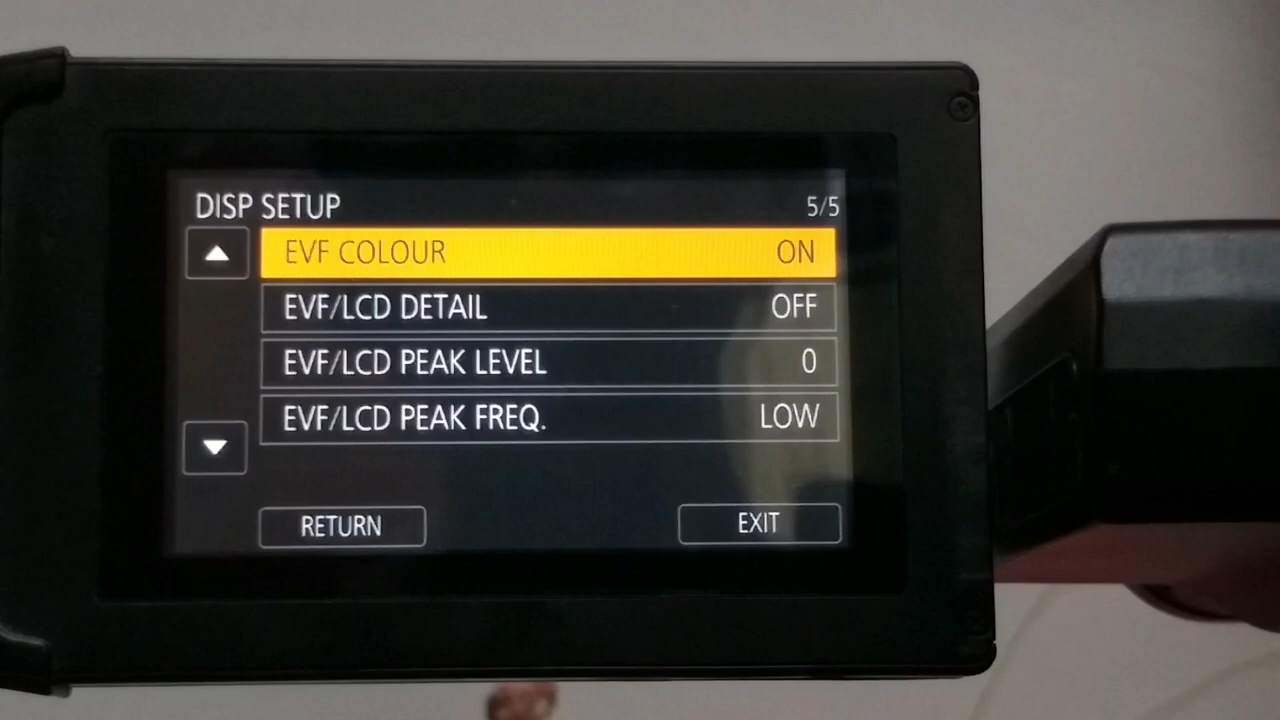 DISP SETUP 5/5
EVF COLOUR ON
EVF/LCD DETAIL OFF
EVF/LCD PEAK LEVEL 0
EVF/LCD PEAK FREQ. LOW
RETURN EXIT